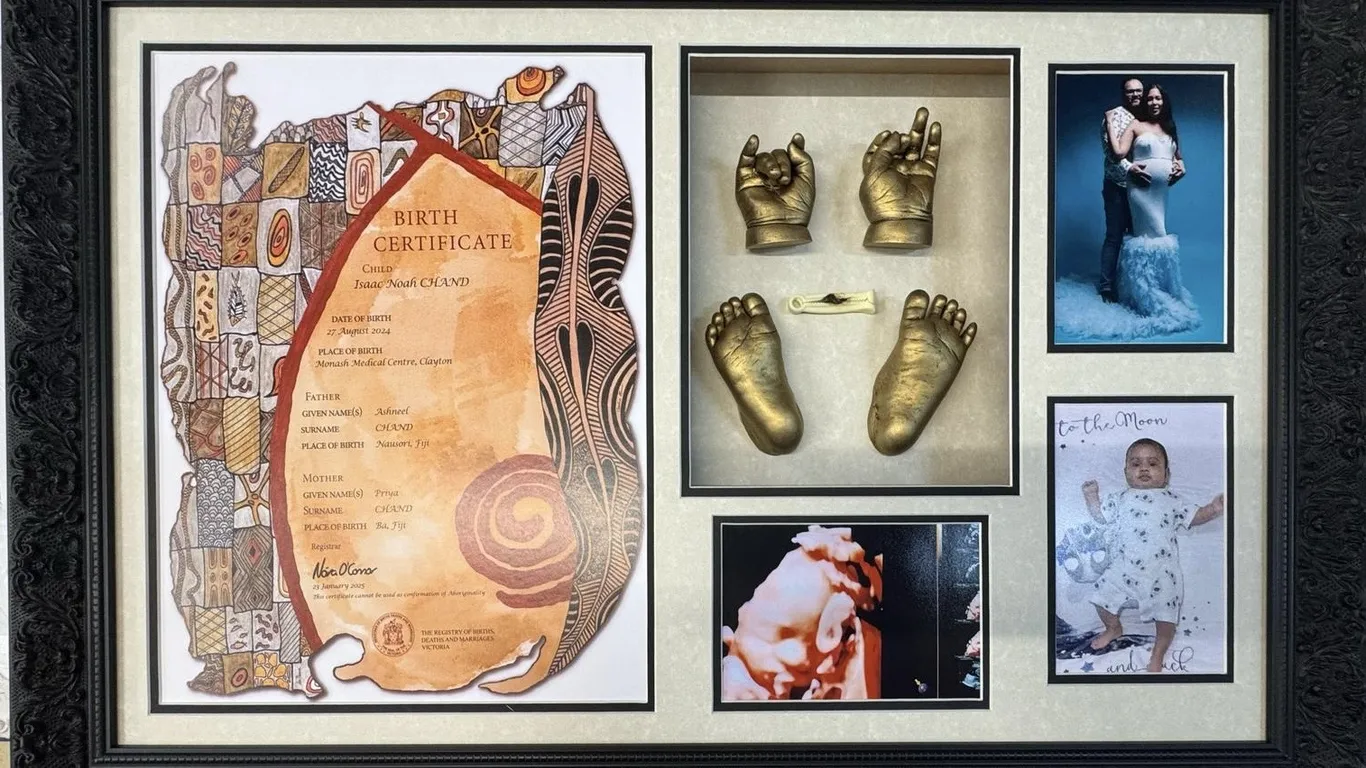 BIRTH
CERTIFICATE
CHILD
Isaac Noah CHAND
DATE OF BIRTH
27 August 2024
PLACE OF BIRTH
Monash Medical Centre, Clayton
FATHER
GIVEN NAME(S) Ashneel
SURNAME CHAND
PLACE OF BIRTH Nausori, Fiji
MOTHER
GIVEN NAME(S) Priya
SURNAME CHAND
PLACE OF BIRTH Ba, Fiji
Registrar
23 January 2025
This certificate cannot be used as confirmation of Aboriginality
THE REGISTRY OF BIRTHS,
DEATHS AND MARRIAGES
VICTORIA
to the Moon
and